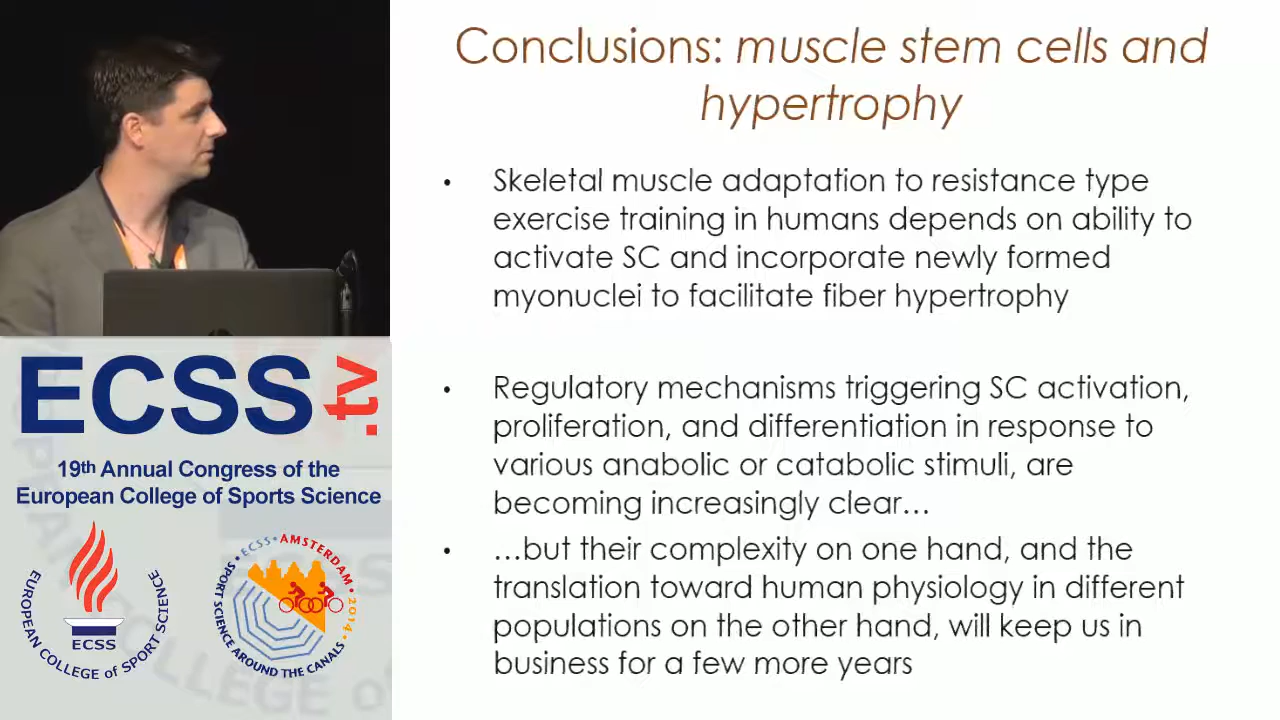 Conclusions: muscle stem cells and
hypertrophy
• Skeletal muscle adaptation to resistance type
exercise training in humans depends on ability to
activate SC and incorporate newly formed
myonuclei to facilitate fiber hypertrophy
• Regulatory mechanisms triggering SC activation,
proliferation, and differentiation in response to
various anabolic or catabolic stimuli, are
becoming increasingly clear…
• …but their complexity on one hand, and the
translation toward human physiology in different
populations on the other hand, will keep us in
business for a few more years
ECSS.tv
19th Annual Congress of the
European College of Sports Science
EUROPEAN COLLEGE OF SPORT SCIENCE
ECSS
ECSS AMSTERDAM 2014
SPORT SCIENCE AROUND THE CANALS